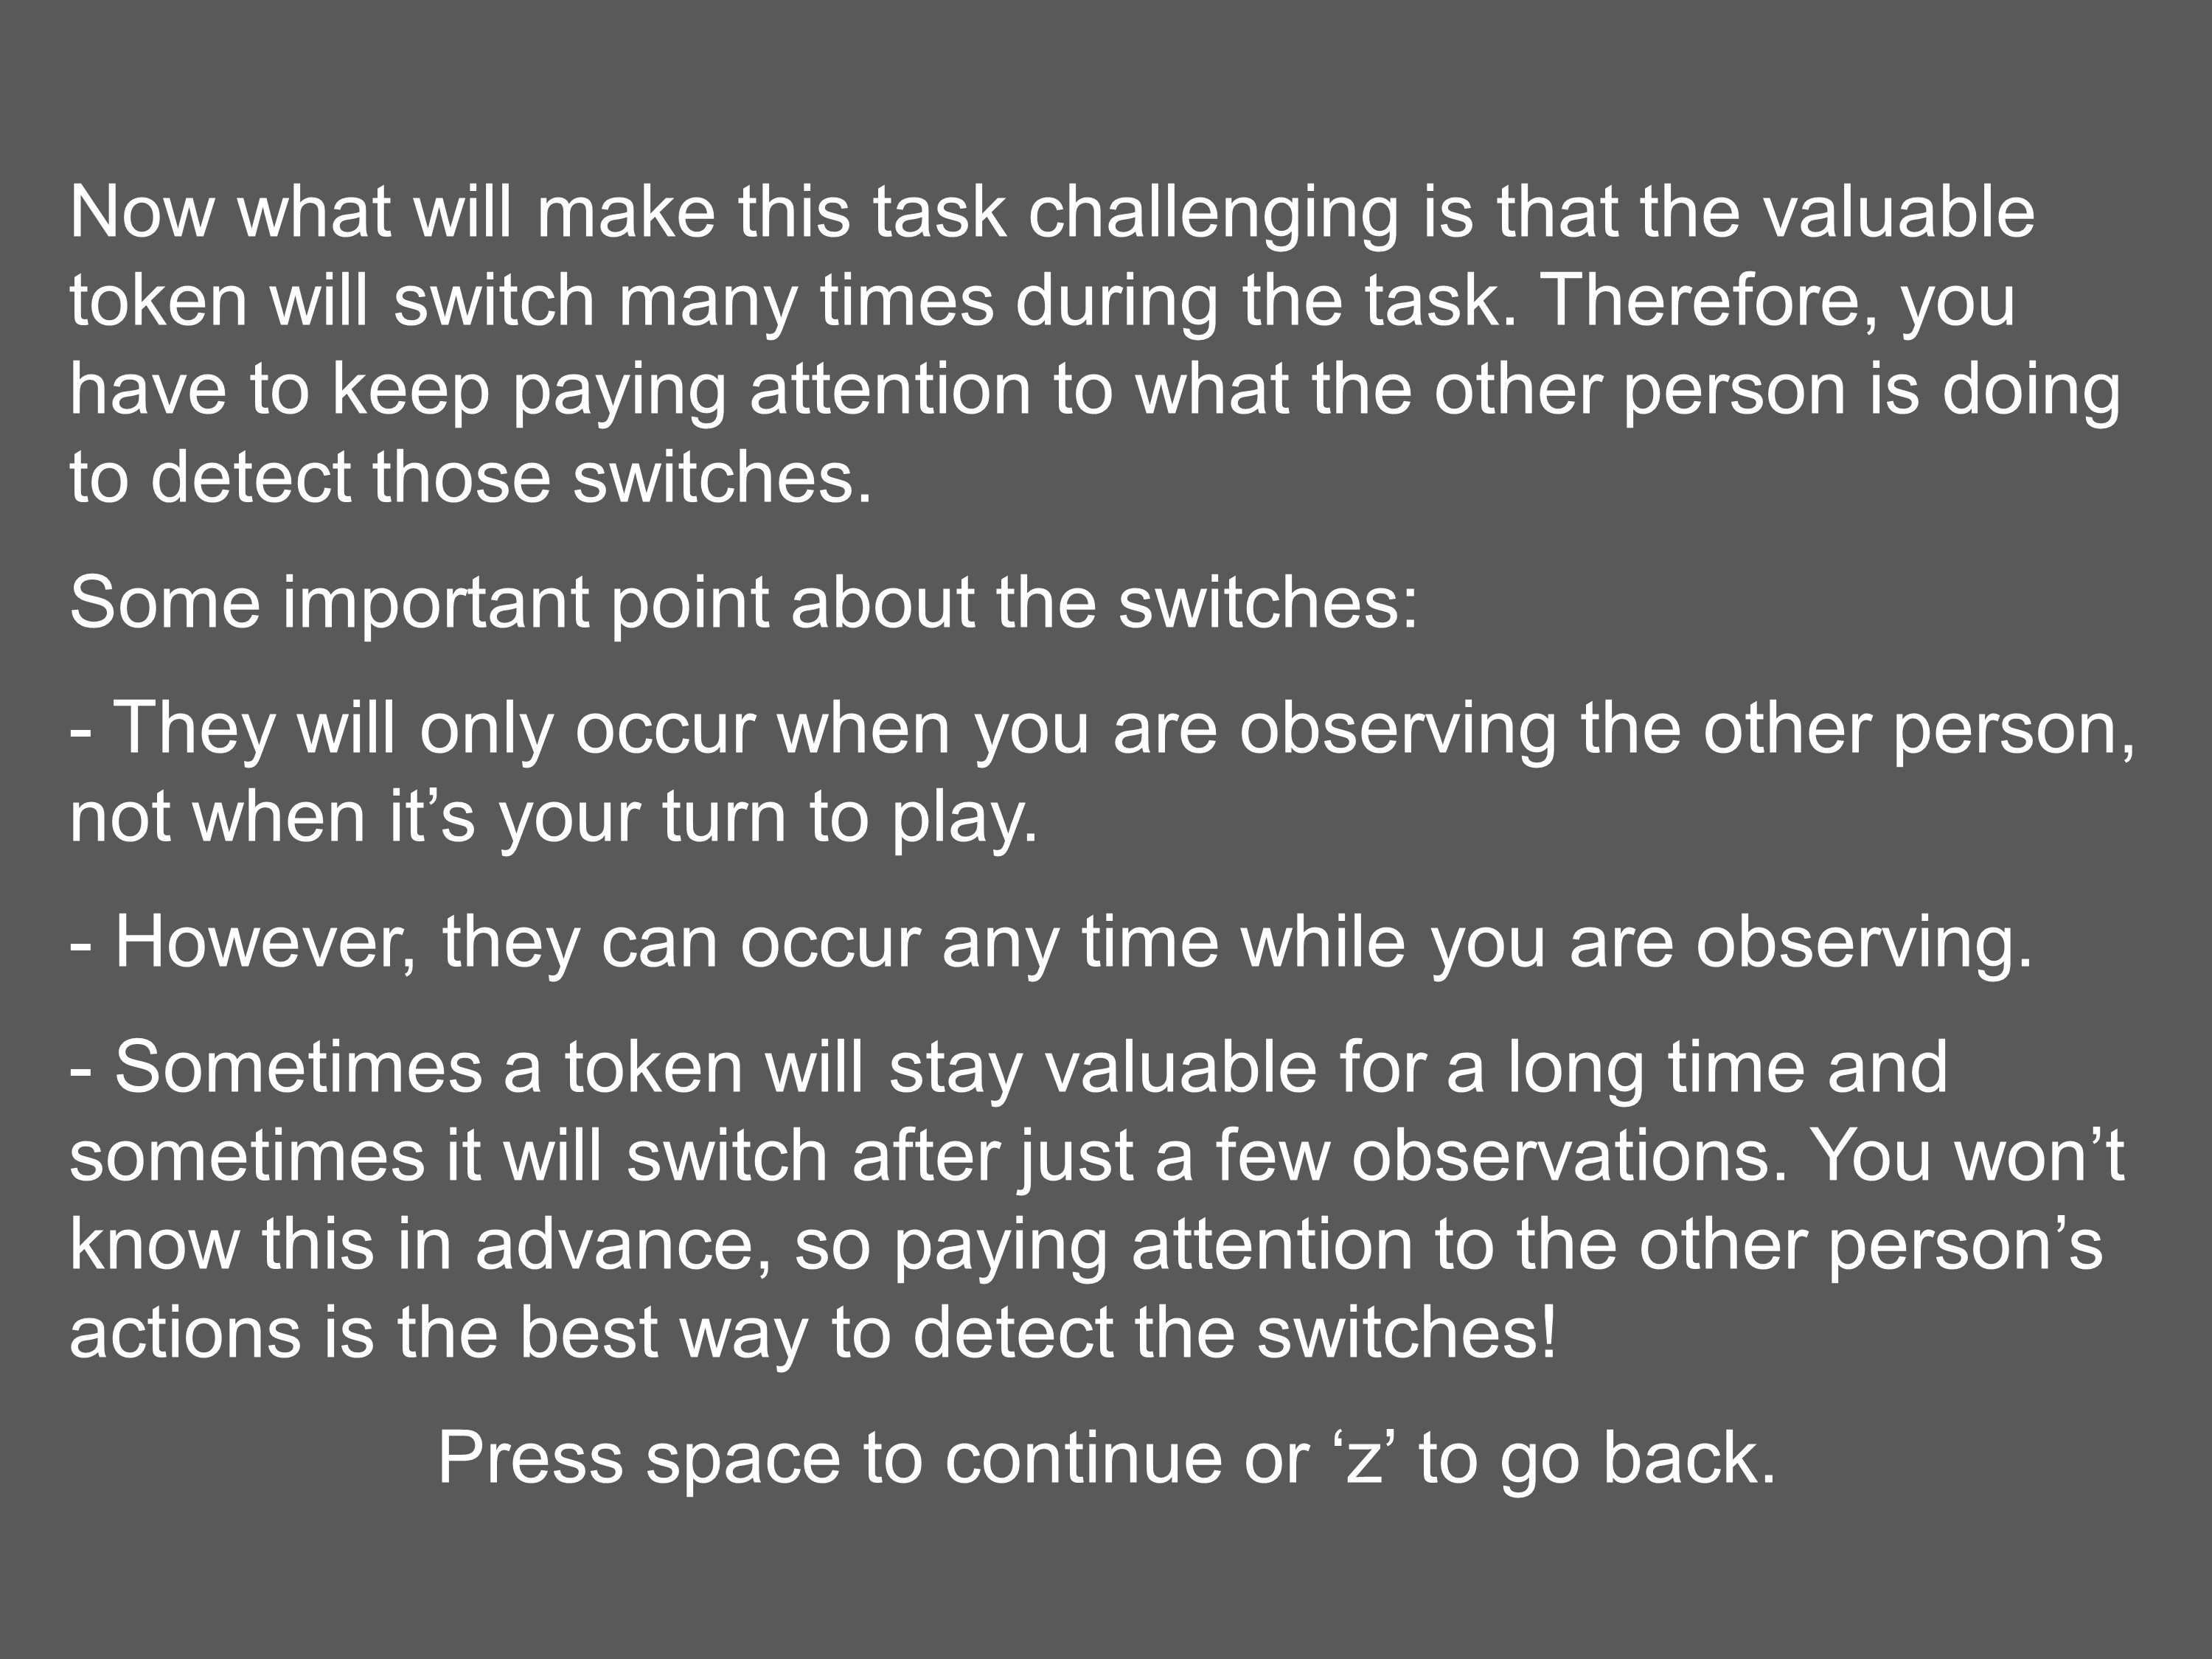 Now what will make this task challenging is that the valuable
token will switch many times during the task. Therefore, you
have to keep paying attention to what the other person is doing
to detect those switches.
Some important point about the switches:
- They will only occur when you are observing the other person,
not when it’s your turn to play.
- However, they can occur any time while you are observing.
- Sometimes a token will stay valuable for a long time and
sometimes it will switch after just a few observations. You won’t
know this in advance, so paying attention to the other person’s
actions is the best way to detect the switches!
Press space to continue or ‘z’ to go back.